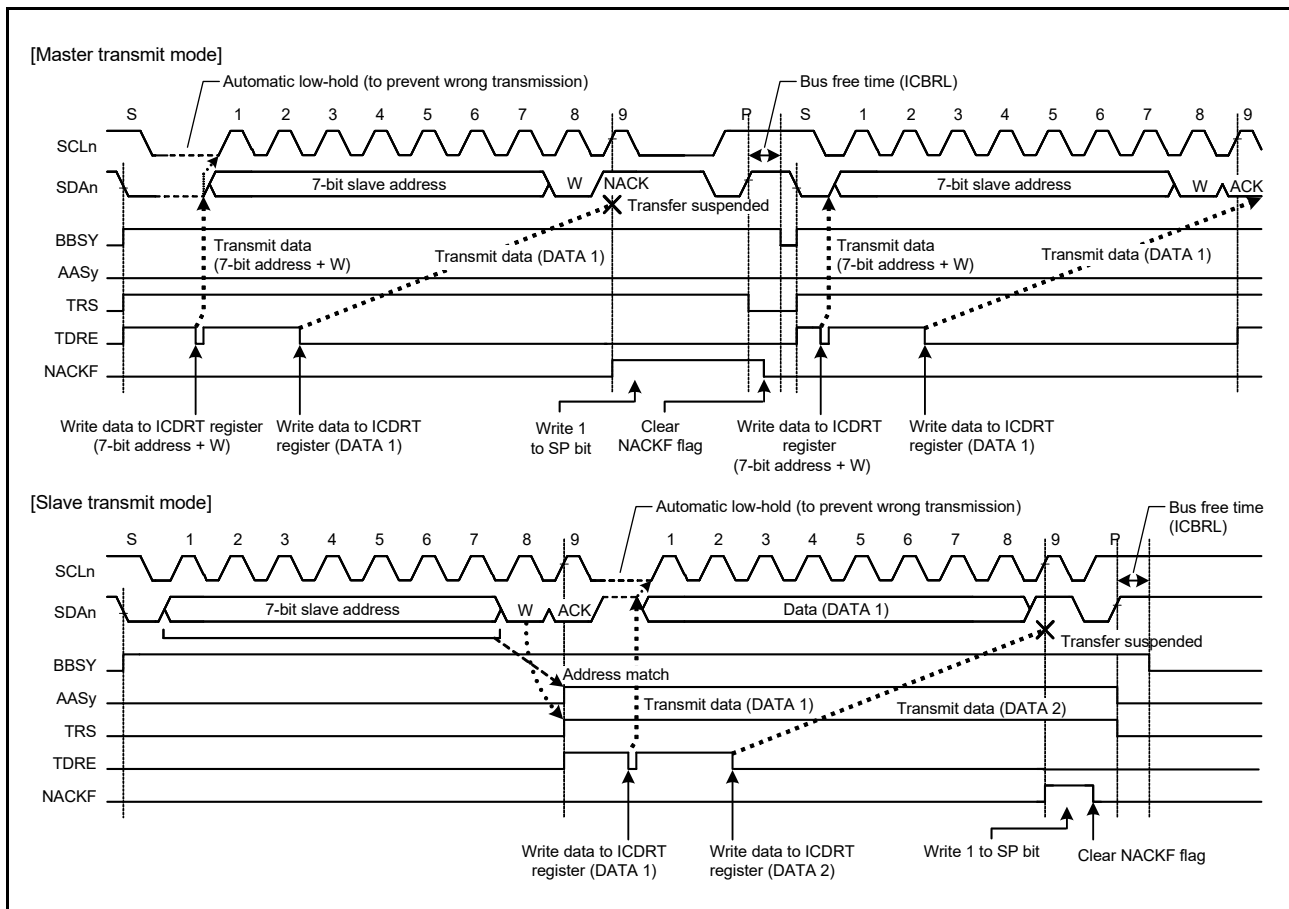 [Master transmit mode]
Automatic low-hold (to prevent wrong transmission)
Bus free time (ICBRL)
S 1 2 3 4 5 6 7 8 9 P S 1 2 3 4 5 6 7 8 9
SCLn
SDAn 7-bit slave address W NACK 7-bit slave address W ACK
Transfer suspended
BBSY
Transmit data
(7-bit address + W)
Transmit data (DATA 1)
Transmit data
(7-bit address + W)
Transmit data (DATA 1)
AASy
TRS
TDRE
NACKF
Write data to ICDRT register
(7-bit address + W)
Write data to ICDRT
register (DATA 1)
Write 1
to SP bit
Clear
NACKF flag
Write data to ICDRT
register
(7-bit address + W)
Write data to ICDRT
register (DATA 1)
[Slave transmit mode]
Automatic low-hold (to prevent wrong transmission)
Bus free time
(ICBRL)
S 1 2 3 4 5 6 7 8 9 1 2 3 4 5 6 7 8 9 P
SCLn
SDAn 7-bit slave address W ACK Data (DATA 1)
Transfer suspended
BBSY
Address match
AASy
Transmit data (DATA 1) Transmit data (DATA 2)
TRS
TDRE
NACKF
Write data to ICDRT
register (DATA 1)
Write data to ICDRT
register (DATA 2)
Write 1 to SP bit
Clear NACKF flag